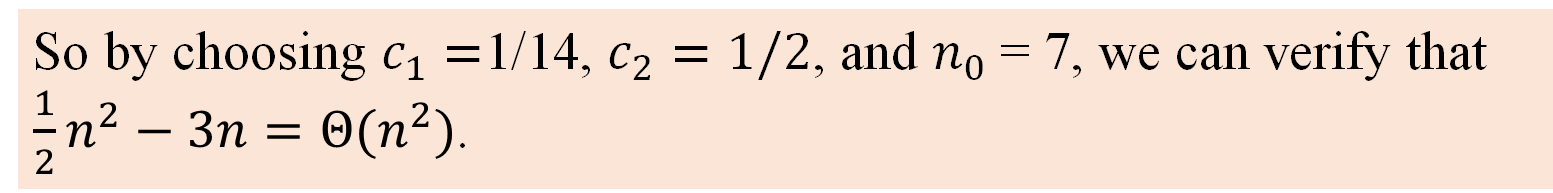 So by choosing c₁ =1/14, c₂ = 1/2, and n₀ = 7, we can verify that
½n² − 3n = Θ(n²).